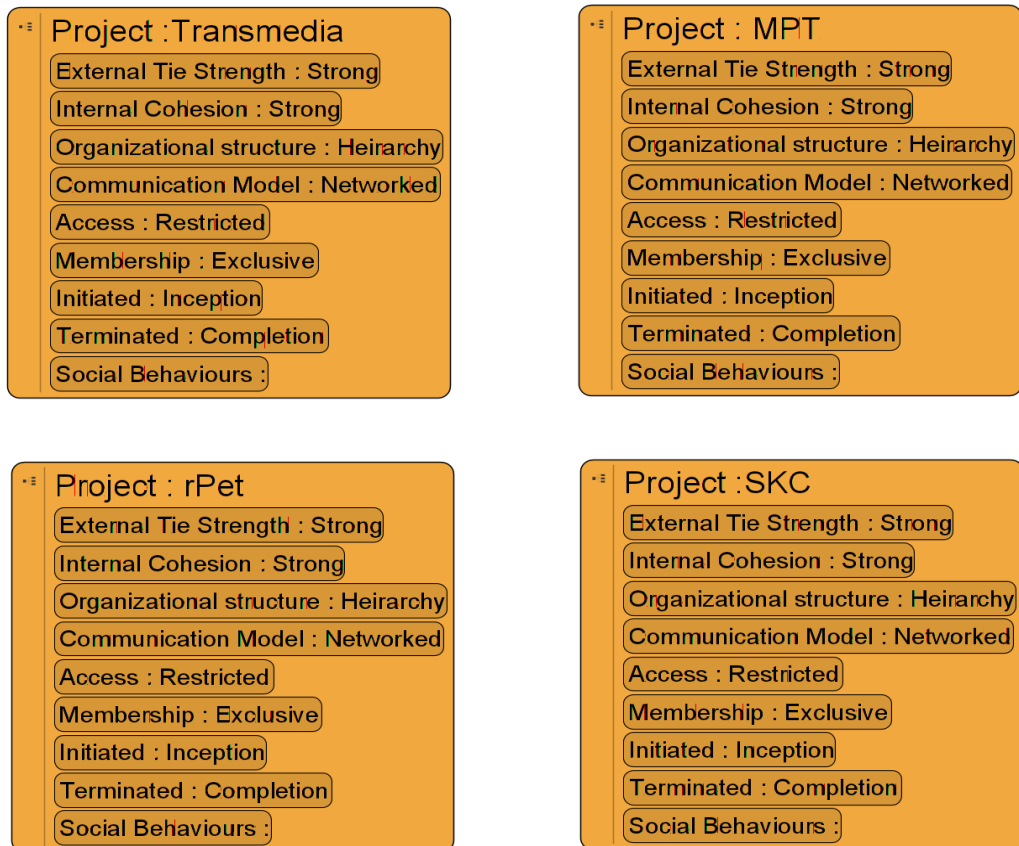 Project :Transmedia
External Tie Strength : Strong
Internal Cohesion : Strong
Organizational structure : Heirarchy
Communication Model : Networked
Access : Restricted
Membership : Exclusive
Initiated : Inception
Terminated : Completion
Social Behaviours :
Project : MPT
External Tie Strength : Strong
Internal Cohesion : Strong
Organizational structure : Heirarchy
Communication Model : Networked
Access : Restricted
Membership : Exclusive
Initiated : Inception
Terminated : Completion
Social Behaviours :
Project : rPet
External Tie Strength : Strong
Internal Cohesion : Strong
Organizational structure : Heirarchy
Communication Model : Networked
Access : Restricted
Membership : Exclusive
Initiated : Inception
Terminated : Completion
Social Behaviours :
Project :SKC
External Tie Strength : Strong
Internal Cohesion : Strong
Organizational structure : Heirarchy
Communication Model : Networked
Access : Restricted
Membership : Exclusive
Initiated : Inception
Terminated : Completion
Social Behaviours :